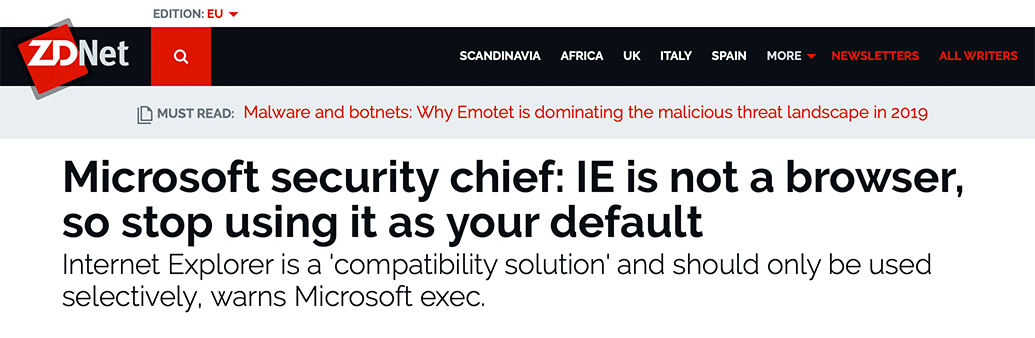 EDITION: EU
ZDNet
SCANDINAVIA AFRICA UK ITALY SPAIN MORE NEWSLETTERS ALL WRITERS
MUST READ: Malware and botnets: Why Emotet is dominating the malicious threat landscape in 2019
Microsoft security chief: IE is not a browser,
so stop using it as your default
Internet Explorer is a 'compatibility solution' and should only be used
selectively, warns Microsoft exec.